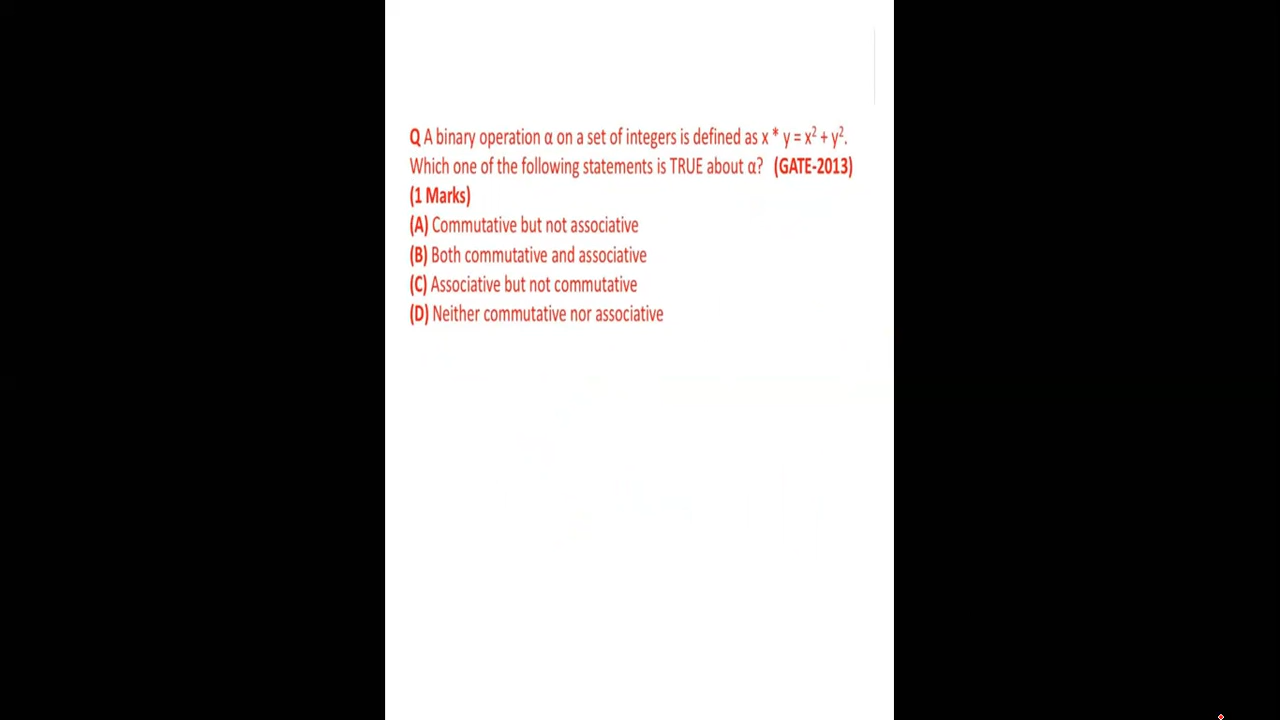 Q A binary operation α on a set of integers is defined as x * y = x² + y².
Which one of the following statements is TRUE about α? (GATE-2013)
(1 Marks)
(A) Commutative but not associative
(B) Both commutative and associative
(C) Associative but not commutative
(D) Neither commutative nor associative